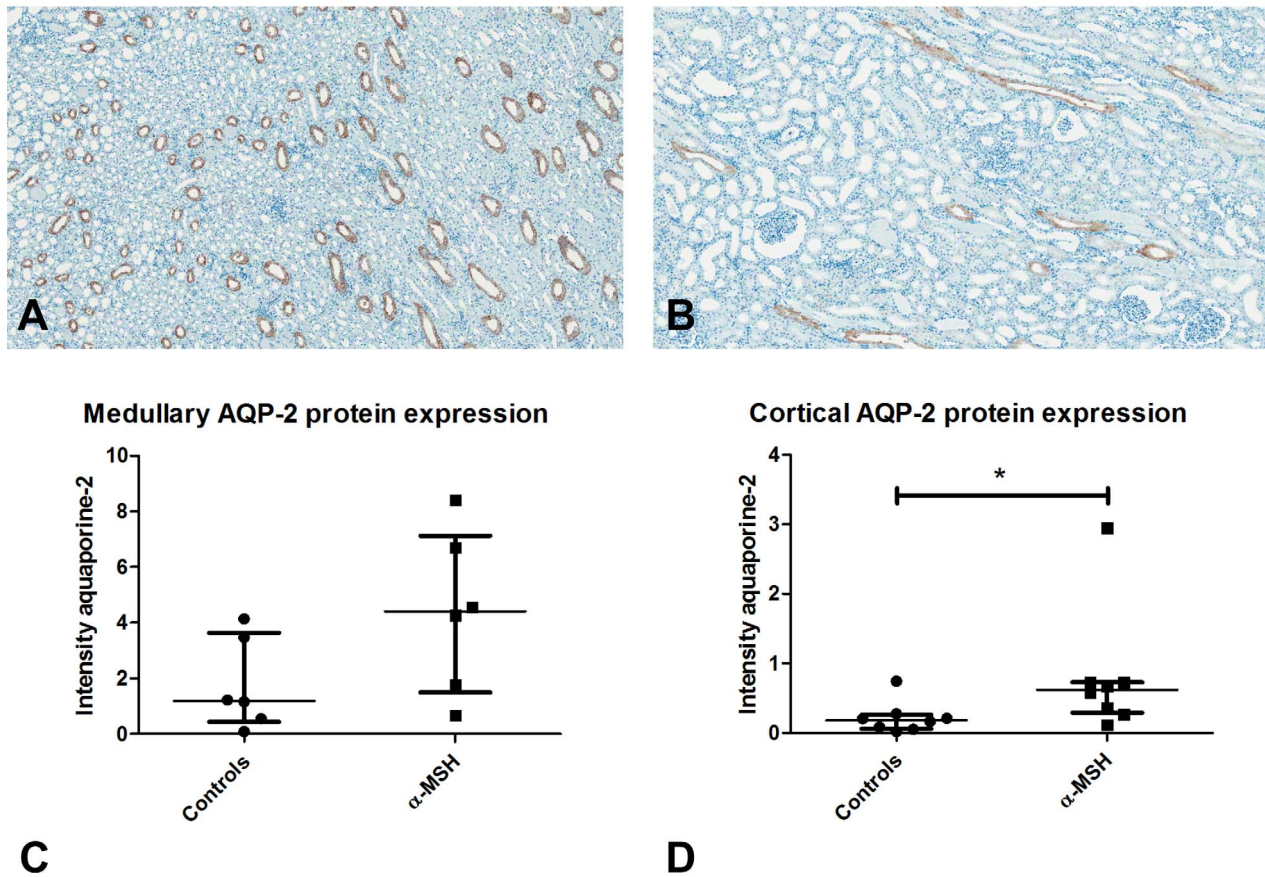 A
B
Medullary AQP-2 protein expression
Intensity aquaporine-2
10
8
6
4
2
0
Controls
α-MSH
C
Cortical AQP-2 protein expression
Intensity aquaporine-2
4
3
2
1
0
*
Controls
α-MSH
D